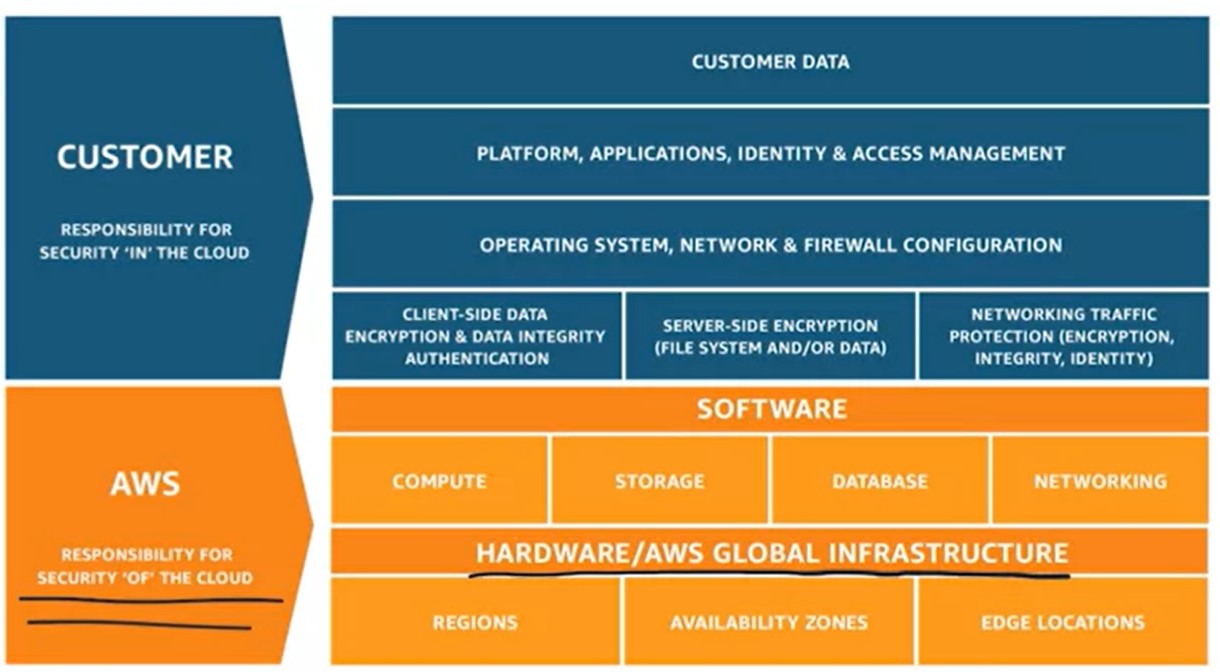 CUSTOMER
RESPONSIBILITY FOR
SECURITY ‘IN’ THE CLOUD
CUSTOMER DATA
PLATFORM, APPLICATIONS, IDENTITY & ACCESS MANAGEMENT
OPERATING SYSTEM, NETWORK & FIREWALL CONFIGURATION
CLIENT-SIDE DATA
ENCRYPTION & DATA INTEGRITY
AUTHENTICATION
SERVER-SIDE ENCRYPTION
(FILE SYSTEM AND/OR DATA)
NETWORKING TRAFFIC
PROTECTION (ENCRYPTION,
INTEGRITY, IDENTITY)
AWS
RESPONSIBILITY FOR
SECURITY ‘OF’ THE CLOUD
SOFTWARE
COMPUTE
STORAGE
DATABASE
NETWORKING
HARDWARE/AWS GLOBAL INFRASTRUCTURE
REGIONS
AVAILABILITY ZONES
EDGE LOCATIONS